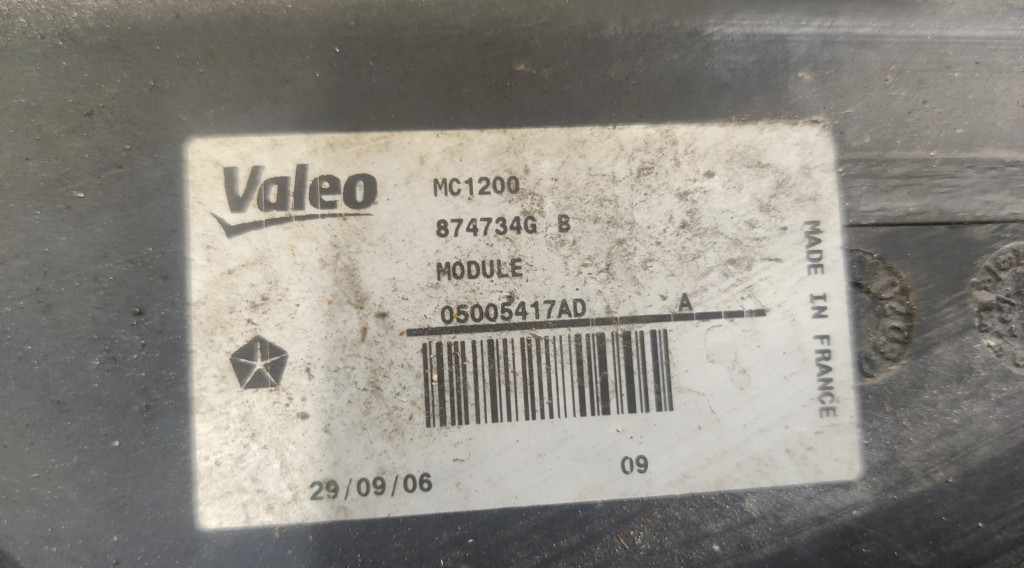 Valeo
MC1200
874734G B
MODULE
05005417AD A
MADE IN FRANCE
29/09/06
09